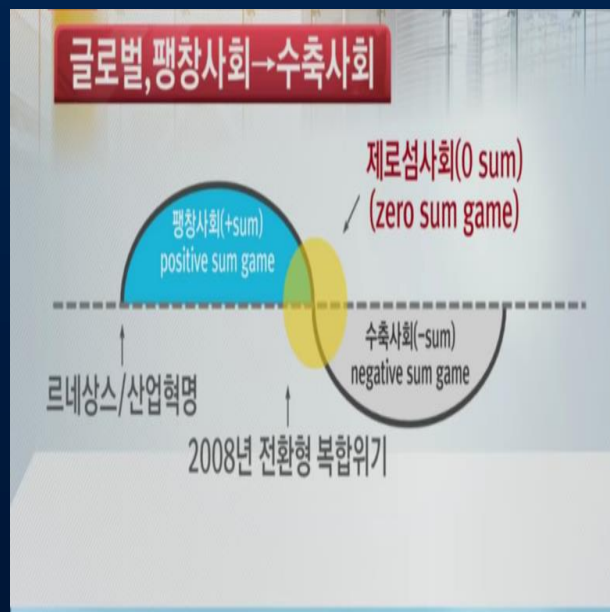 글로벌,팽창사회→수축사회
제로섬사회(0 sum)
(zero sum game)
팽창사회(+sum)
positive sum game
수축사회(-sum)
negative sum game
르네상스/산업혁명
2008년 전환형 복합위기